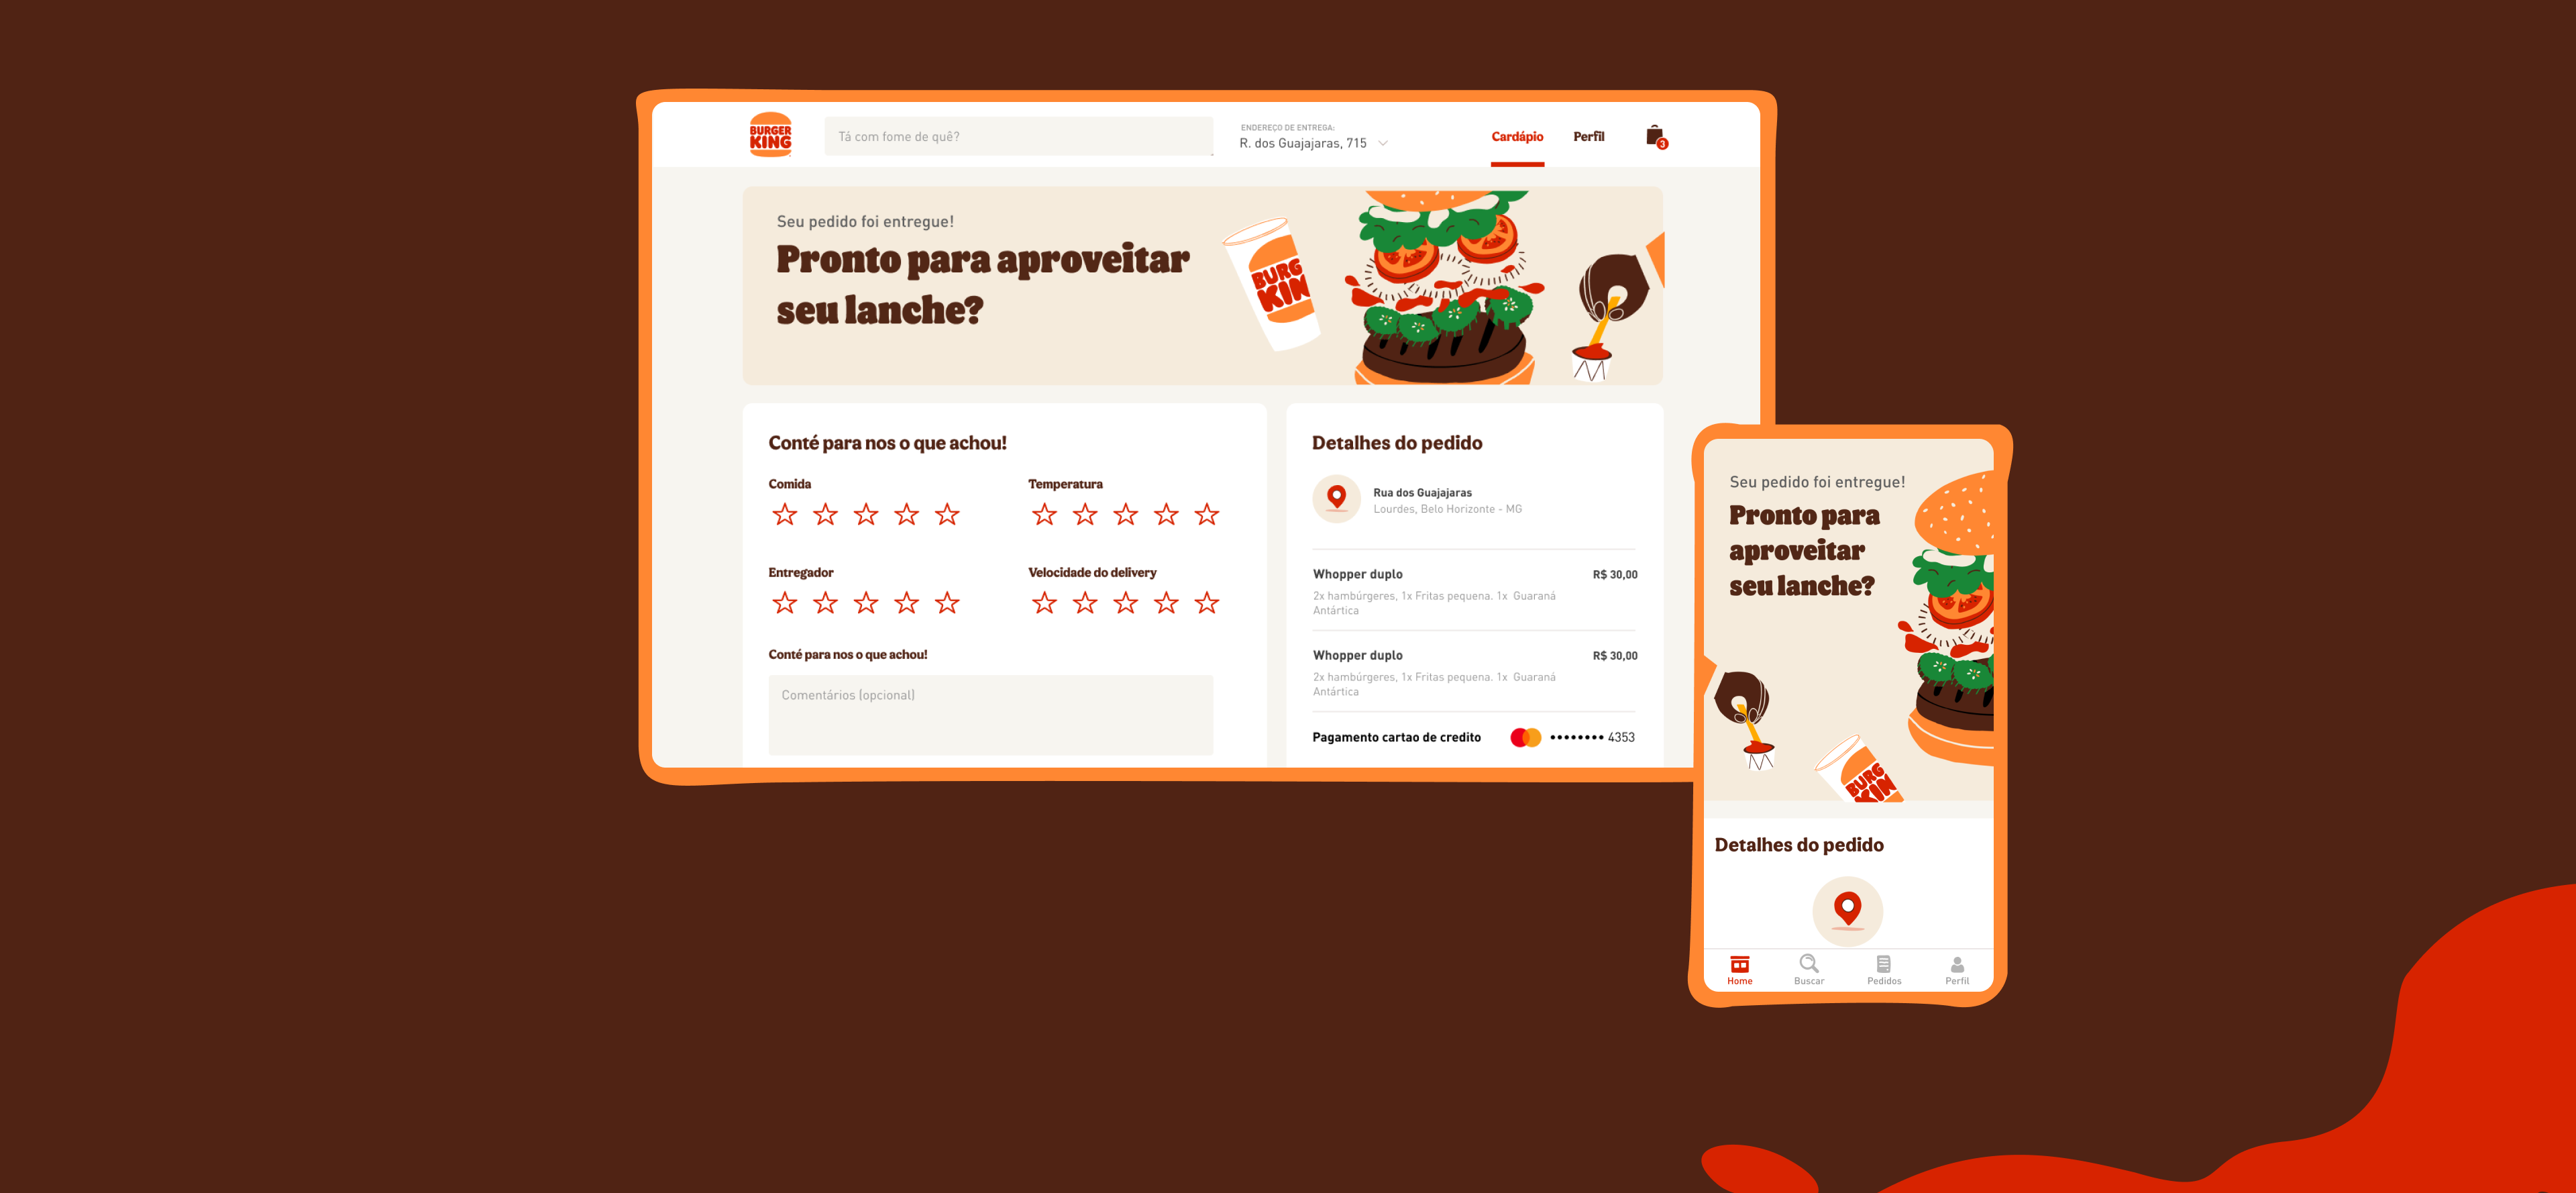 BURGER
KING
Tá com fome de quê?
ENDEREÇO DE ENTREGA:
R. dos Guajajaras, 715
Cardápio
Perfil
3
Seu pedido foi entregue!
Pronto para aproveitar
seu lanche?
BURG
KIN
Conté para nos o que achou!
Comida
Temperatura
Entregador
Velocidade do delivery
Conté para nos o que achou!
Comentários (opcional)
Detalhes do pedido
Rua dos Guajajaras
Lourdes, Belo Horizonte - MG
Whopper duplo R$ 30,00
2x hambúrgeres, 1x Fritas pequena. 1x Guaraná
Antártica
Whopper duplo R$ 30,00
2x hambúrgeres, 1x Fritas pequena. 1x Guaraná
Antártica
Pagamento cartao de credito •••••••• 4353
Seu pedido foi entregue!
Pronto para
aproveitar
seu lanche?
BURG
KIN
Detalhes do pedido
Home
Buscar
Pedidos
Perfil